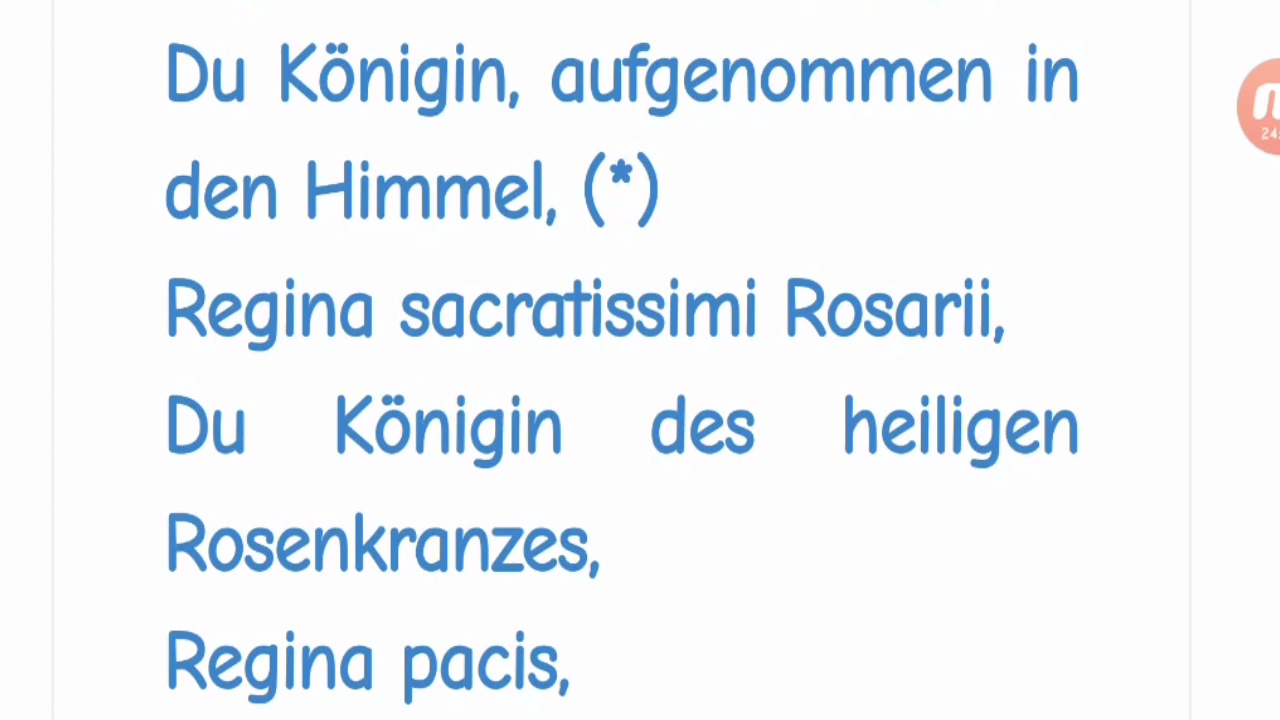 Du Königin, aufgenommen in
den Himmel, (*)
Regina sacratissimi Rosarii,
Du Königin des heiligen
Rosenkranzes,
Regina pacis,